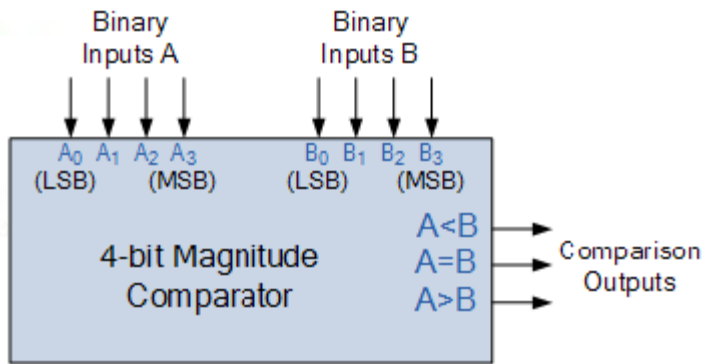 Binary Inputs A
Binary Inputs B
A₀ A₁ A₂ A₃
B₀ B₁ B₂ B₃
(LSB) (MSB)
(LSB) (MSB)
4-bit Magnitude Comparator
A<B
A=B
A>B
Comparison Outputs